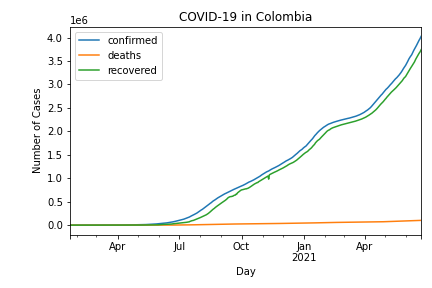 COVID-19 in Colombia
1e6
confirmed
deaths
recovered
4.0
3.5
3.0
2.5
2.0
1.5
1.0
0.5
0.0
Number of Cases
Apr Jul Oct Jan Apr
2021
Day